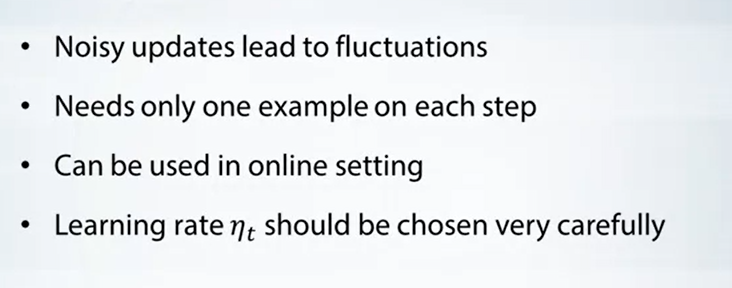 • Noisy updates lead to fluctuations
• Needs only one example on each step
• Can be used in online setting
• Learning rate ηₜ should be chosen very carefully